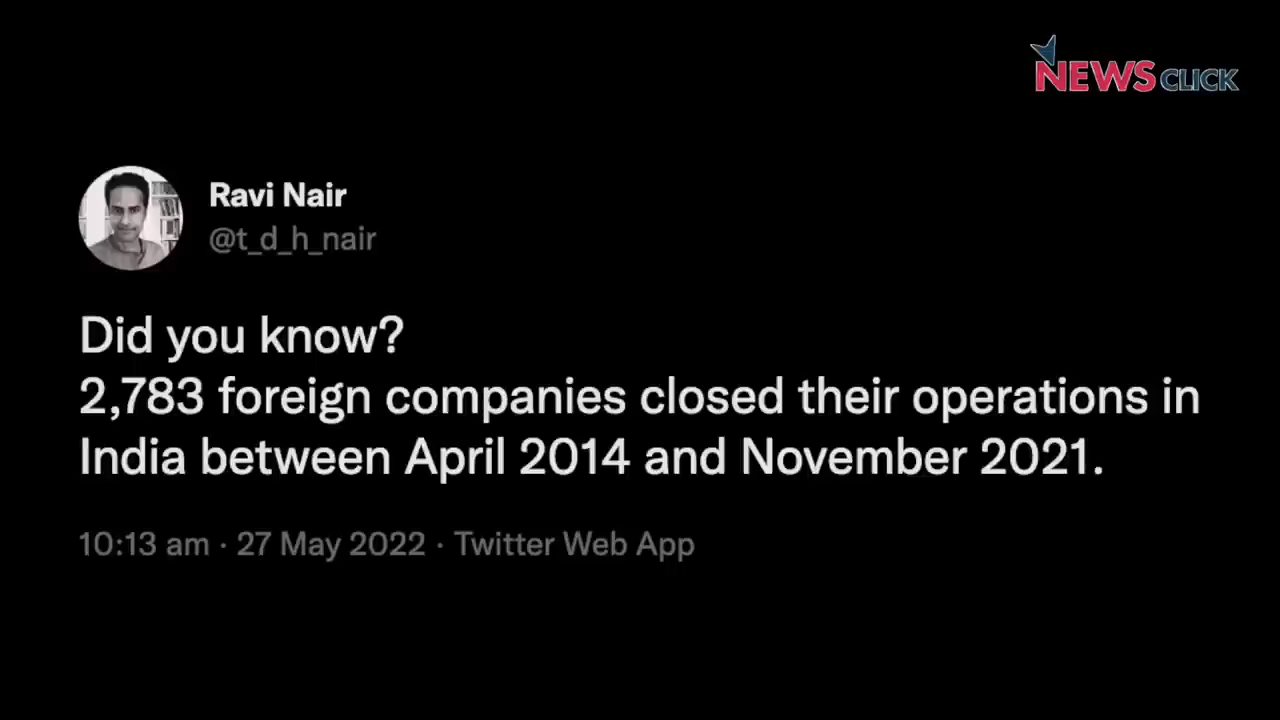 NEWSCLICK
Ravi Nair
@t_d_h_nair
Did you know?
2,783 foreign companies closed their operations in
India between April 2014 and November 2021.
10:13 am · 27 May 2022 · Twitter Web App